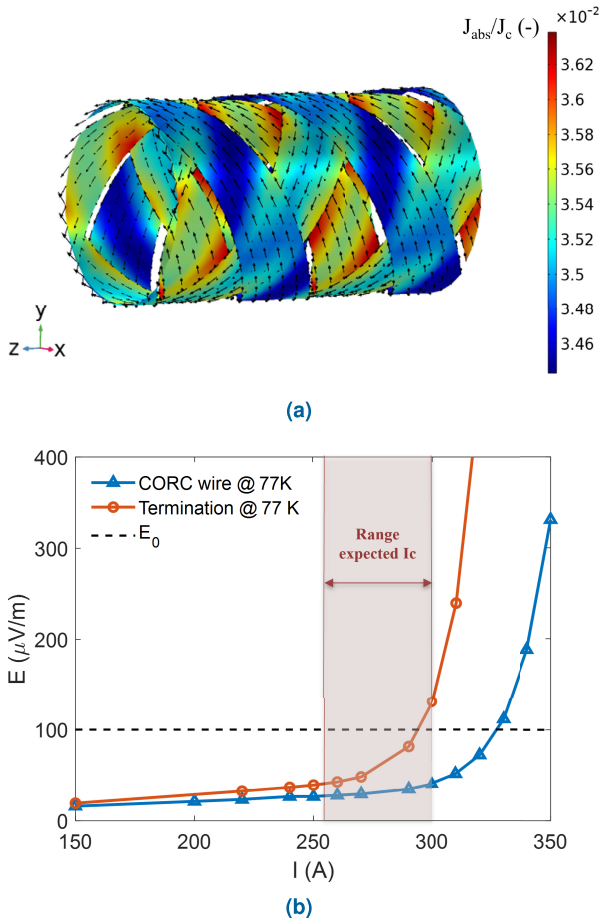 J_abs/J_c (-)
×10⁻²
3.62
3.6
3.58
3.56
3.54
3.52
3.5
3.48
3.46
y
z x
(a)
400
300
200
100
0
E (μV/m)
CORC wire @ 77K
Termination @ 77 K
E_0
Range
expected Ic
150 200 250 300 350
I (A)
(b)